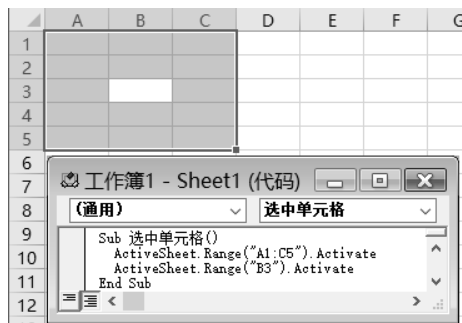 A B C D E F G
1
2
3
4
5
6
7
8
9
10
11
12
工作簿1 - Sheet1 (代码)
(通用) 选中单元格
Sub 选中单元格()
ActiveSheet.Range("A1:C5").Activate
ActiveSheet.Range("B3").Activate
End Sub